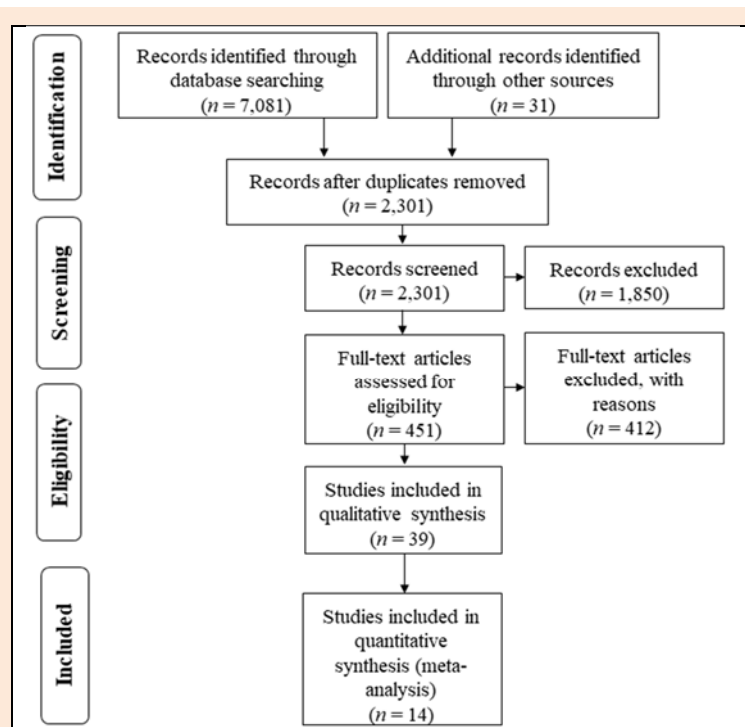 Identification
Records identified through
database searching
(n = 7,081)
Additional records identified
through other sources
(n = 31)
Records after duplicates removed
(n = 2,301)
Screening
Records screened
(n = 2,301)
Records excluded
(n = 1,850)
Eligibility
Full-text articles
assessed for
eligibility
(n = 451)
Full-text articles
excluded, with
reasons
(n = 412)
Studies included in
qualitative synthesis
(n = 39)
Included
Studies included in
quantitative
synthesis (meta-
analysis)
(n = 14)